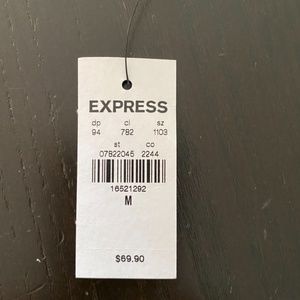 EXPRESS
dp cl sz
94 782 1103
st co
07822045 2244
16521292
M
$69.90